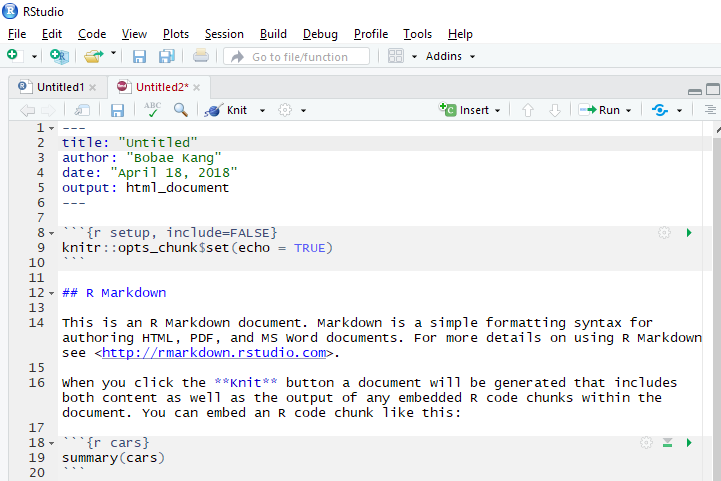 RStudio
File Edit Code View Plots Session Build Debug Profile Tools Help
Go to file/function Addins
Untitled1 Untitled2*
ABC Knit Insert Run
1 ---
2 title: "Untitled"
3 author: "Bobae Kang"
4 date: "April 18, 2018"
5 output: html_document
6 ---
7
8 ```{r setup, include=FALSE}
9 knitr::opts_chunk$set(echo = TRUE)
10 ```
11
12 ## R Markdown
13
14 This is an R Markdown document. Markdown is a simple formatting syntax for
authoring HTML, PDF, and MS Word documents. For more details on using R Markdown
see <http://rmarkdown.rstudio.com>.
15
16 When you click the **Knit** button a document will be generated that includes
both content as well as the output of any embedded R code chunks within the
document. You can embed an R code chunk like this:
17
18 ```{r cars}
19 summary(cars)
20 ```